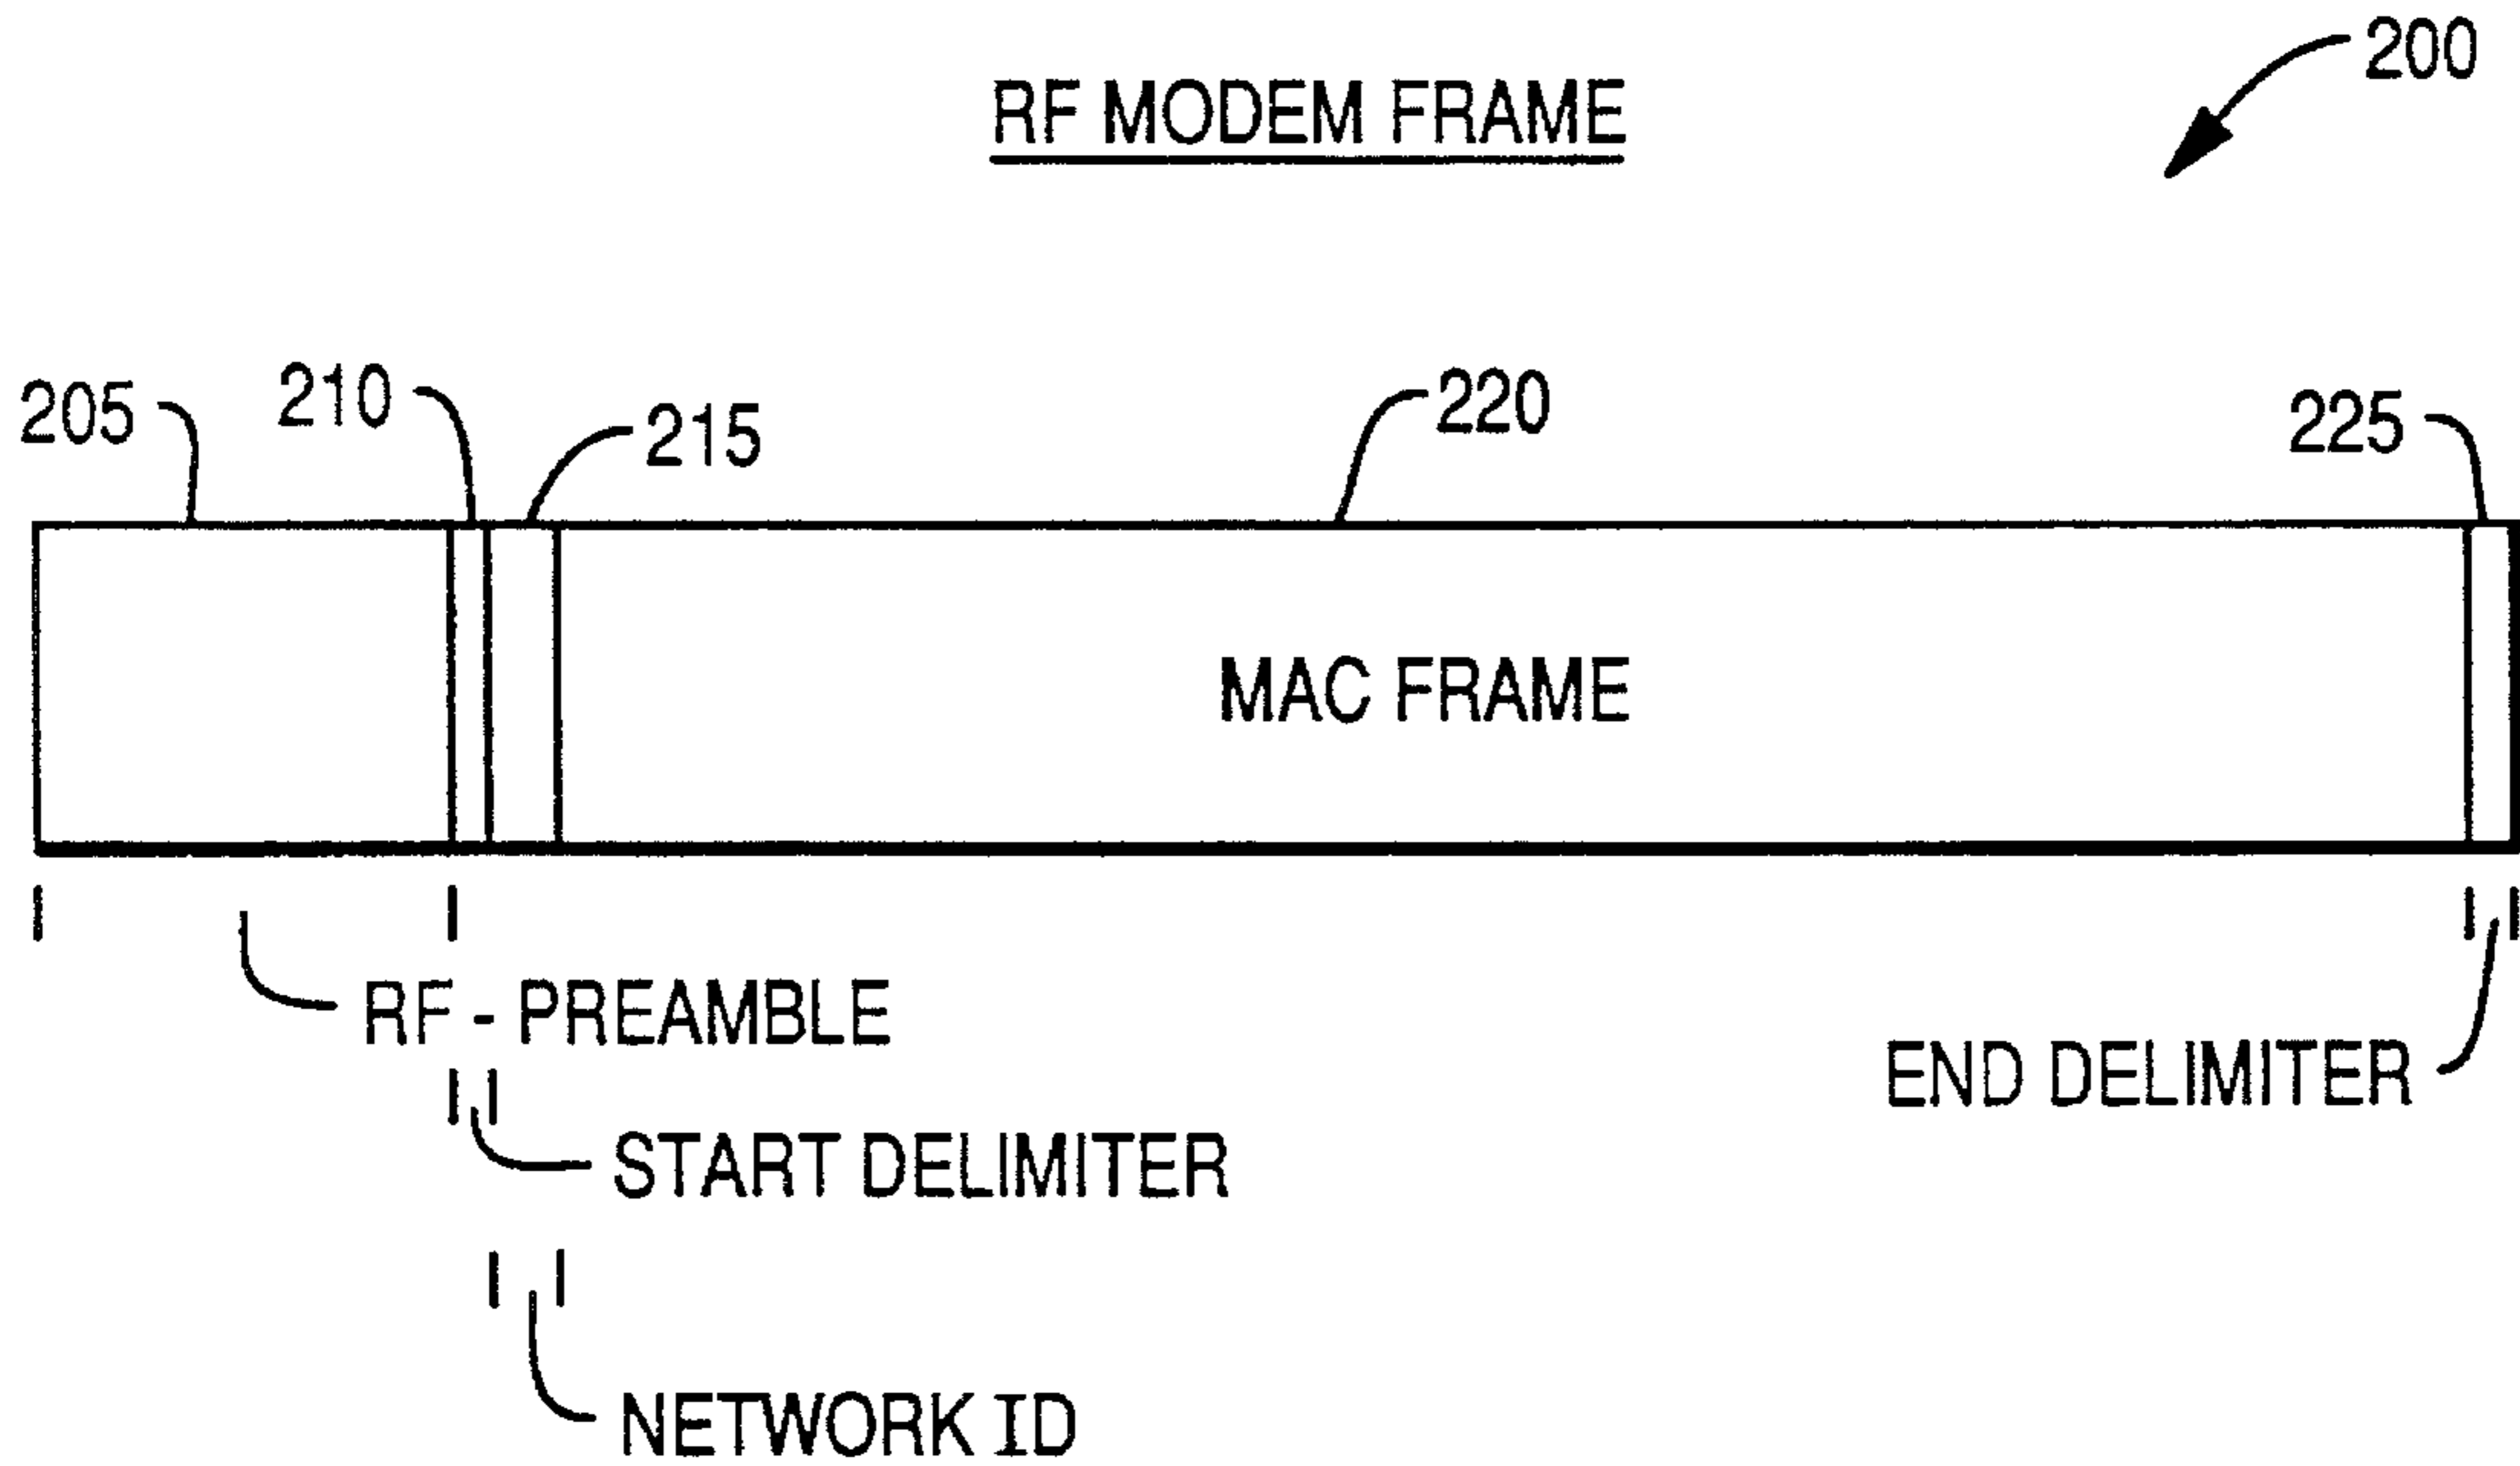 200
RF MODEM FRAME
205
210
215
220
225
MAC FRAME
RF - PREAMBLE
END DELIMITER
START DELIMITER
NETWORK ID